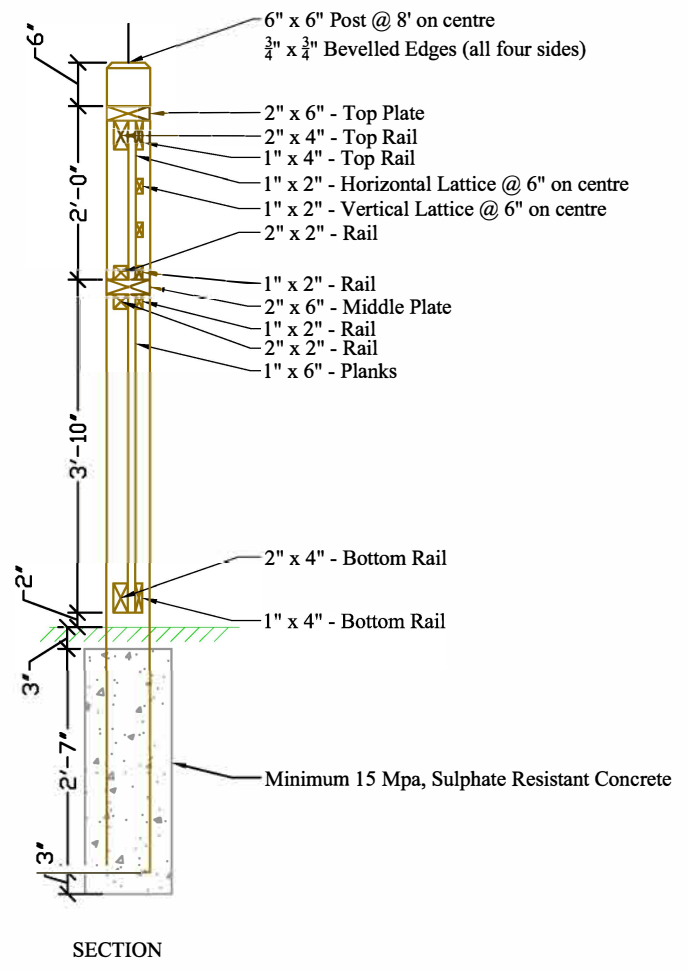 6" x 6" Post @ 8' on centre
3/4" x 3/4" Bevelled Edges (all four sides)
6"
2" x 6" - Top Plate
2" x 4" - Top Rail
1" x 4" - Top Rail
2'-0"
1" x 2" - Horizontal Lattice @ 6" on centre
1" x 2" - Vertical Lattice @ 6" on centre
2" x 2" - Rail
1" x 2" - Rail
2" x 6" - Middle Plate
1" x 2" - Rail
2" x 2" - Rail
1" x 6" - Planks
3'-10"
2" x 4" - Bottom Rail
2"
1" x 4" - Bottom Rail
3"
2'-7"
Minimum 15 Mpa, Sulphate Resistant Concrete
3"
SECTION